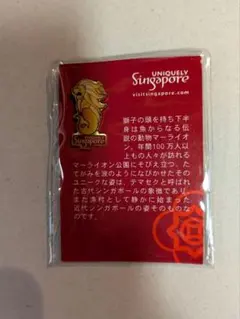 UNIQUELY
Singapore
visitsingapore.com
Singapore
獅子の頭を持ち下半
身は魚からなる伝
説の動物マーライオ
ン。年間100万人以
上もの人々が訪れる
マーライオン公園にそびえ立つ、た
てがみを波のようになびかせたその
ユニークな姿は、テマセクと呼ばれ
た古代シンガポールの象徴であり、
また漁村として静かに始まった
近代シンガポールの姿そのものな
のです。